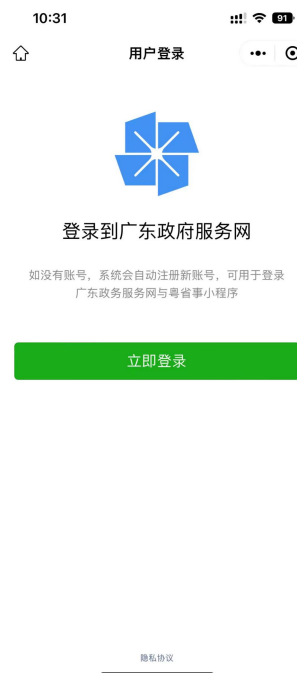 10:31
91
用户登录
登录到广东政府服务网
如没有账号，系统会自动注册新账号，可用于登录
广东政务服务网与粤省事小程序
立即登录
隐私协议